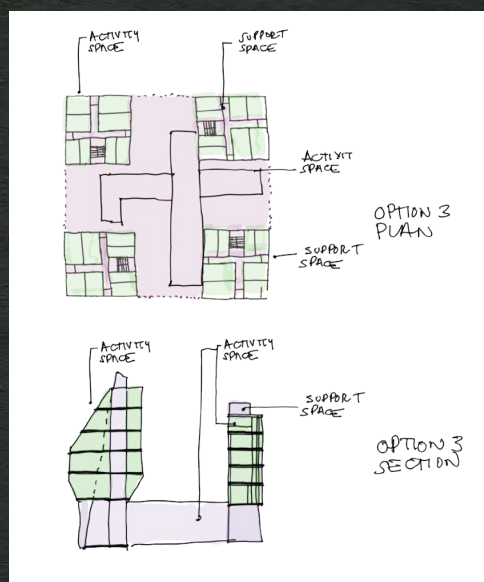 ACTIVITY
SPACE
SUPPORT
SPACE
ACTIVIT
SPACE
OPTION 3
PLAN
SUPPORT
SPACE
ACTIVITY
SPACE
ACTIVITY
SPACE
SUPPORT
SPACE
OPTION 3
SECTION